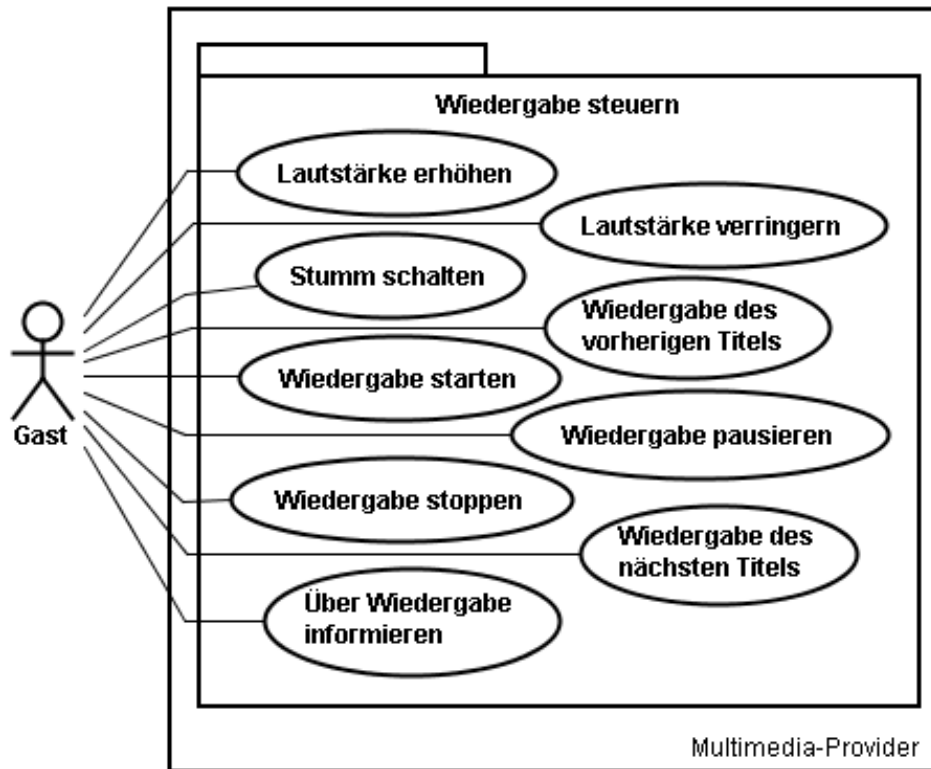 Wiedergabe steuern
Lautstärke erhöhen
Lautstärke verringern
Stumm schalten
Wiedergabe des
vorherigen Titels
Wiedergabe starten
Gast
Wiedergabe pausieren
Wiedergabe stoppen
Wiedergabe des
nächsten Titels
Über Wiedergabe
informieren
Multimedia-Provider